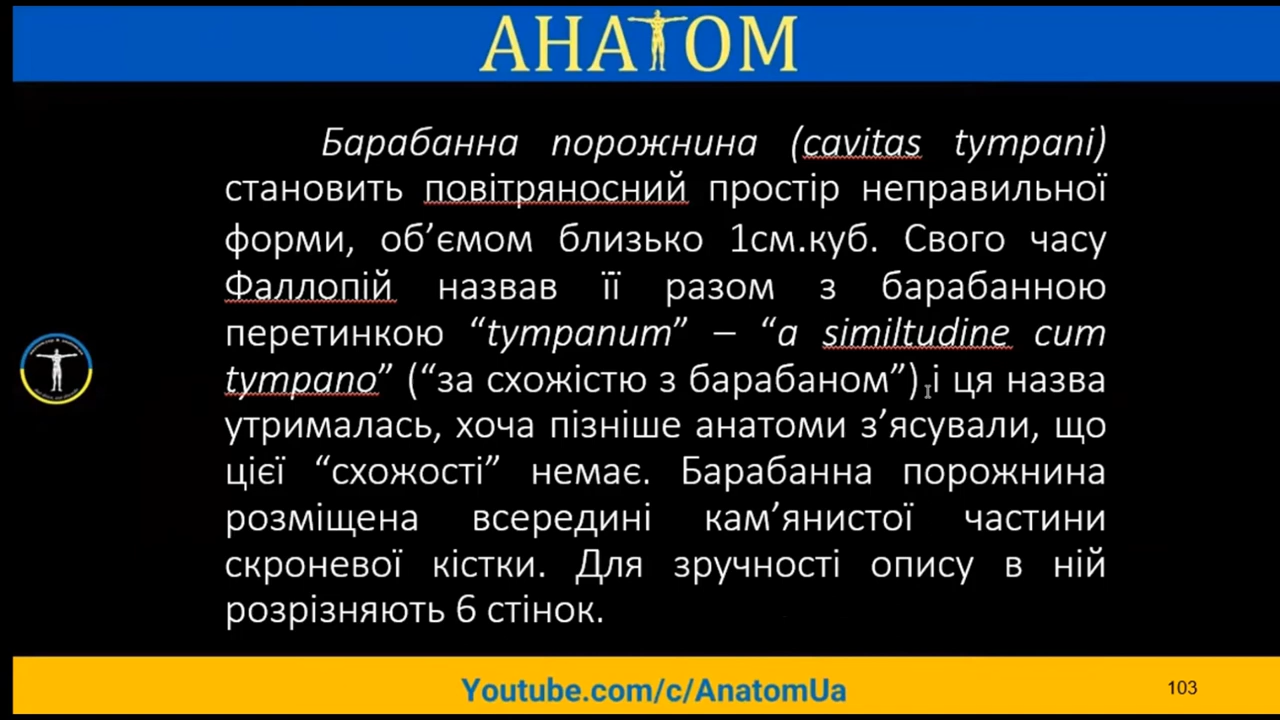 АНАТОМ
Барабанна порожнина (cavitas tympani)
становить повітряносний простір неправильної
форми, об’ємом близько 1см.куб. Свого часу
Фаллопій назвав її разом з барабанною
перетинкою “tympanum” – “a similtudine cum
tympano” (“за схожістю з барабаном”) і ця назва
утрималась, хоча пізніше анатоми з’ясували, що
цієї “схожості” немає. Барабанна порожнина
розміщена всередині кам’янистої частини
скроневої кістки. Для зручності опису в ній
розрізняють 6 стінок.
Youtube.com/c/AnatomUa
103